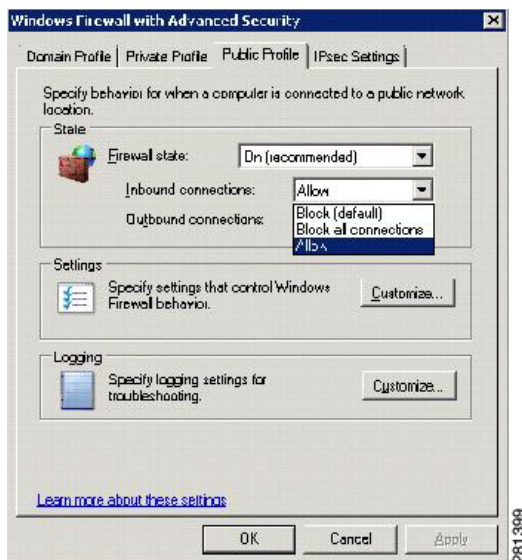 Windows Firewall with Advanced Security
Domain Profile
Private Profile
Public Profile
IPsec Settings
Specify behavior for when a computer is connected to a public network
location.
State
Firewall state:
On (recommended)
Inbound connections:
Allow
Outbound connections:
Block (default)
Block all connections
Allow
Settings
Specify settings that control Windows
Firewall behavior.
Customize...
Logging
Specify logging settings for
troubleshooting.
Customize...
Learn more about these settings
OK
Cancel
Apply
281399